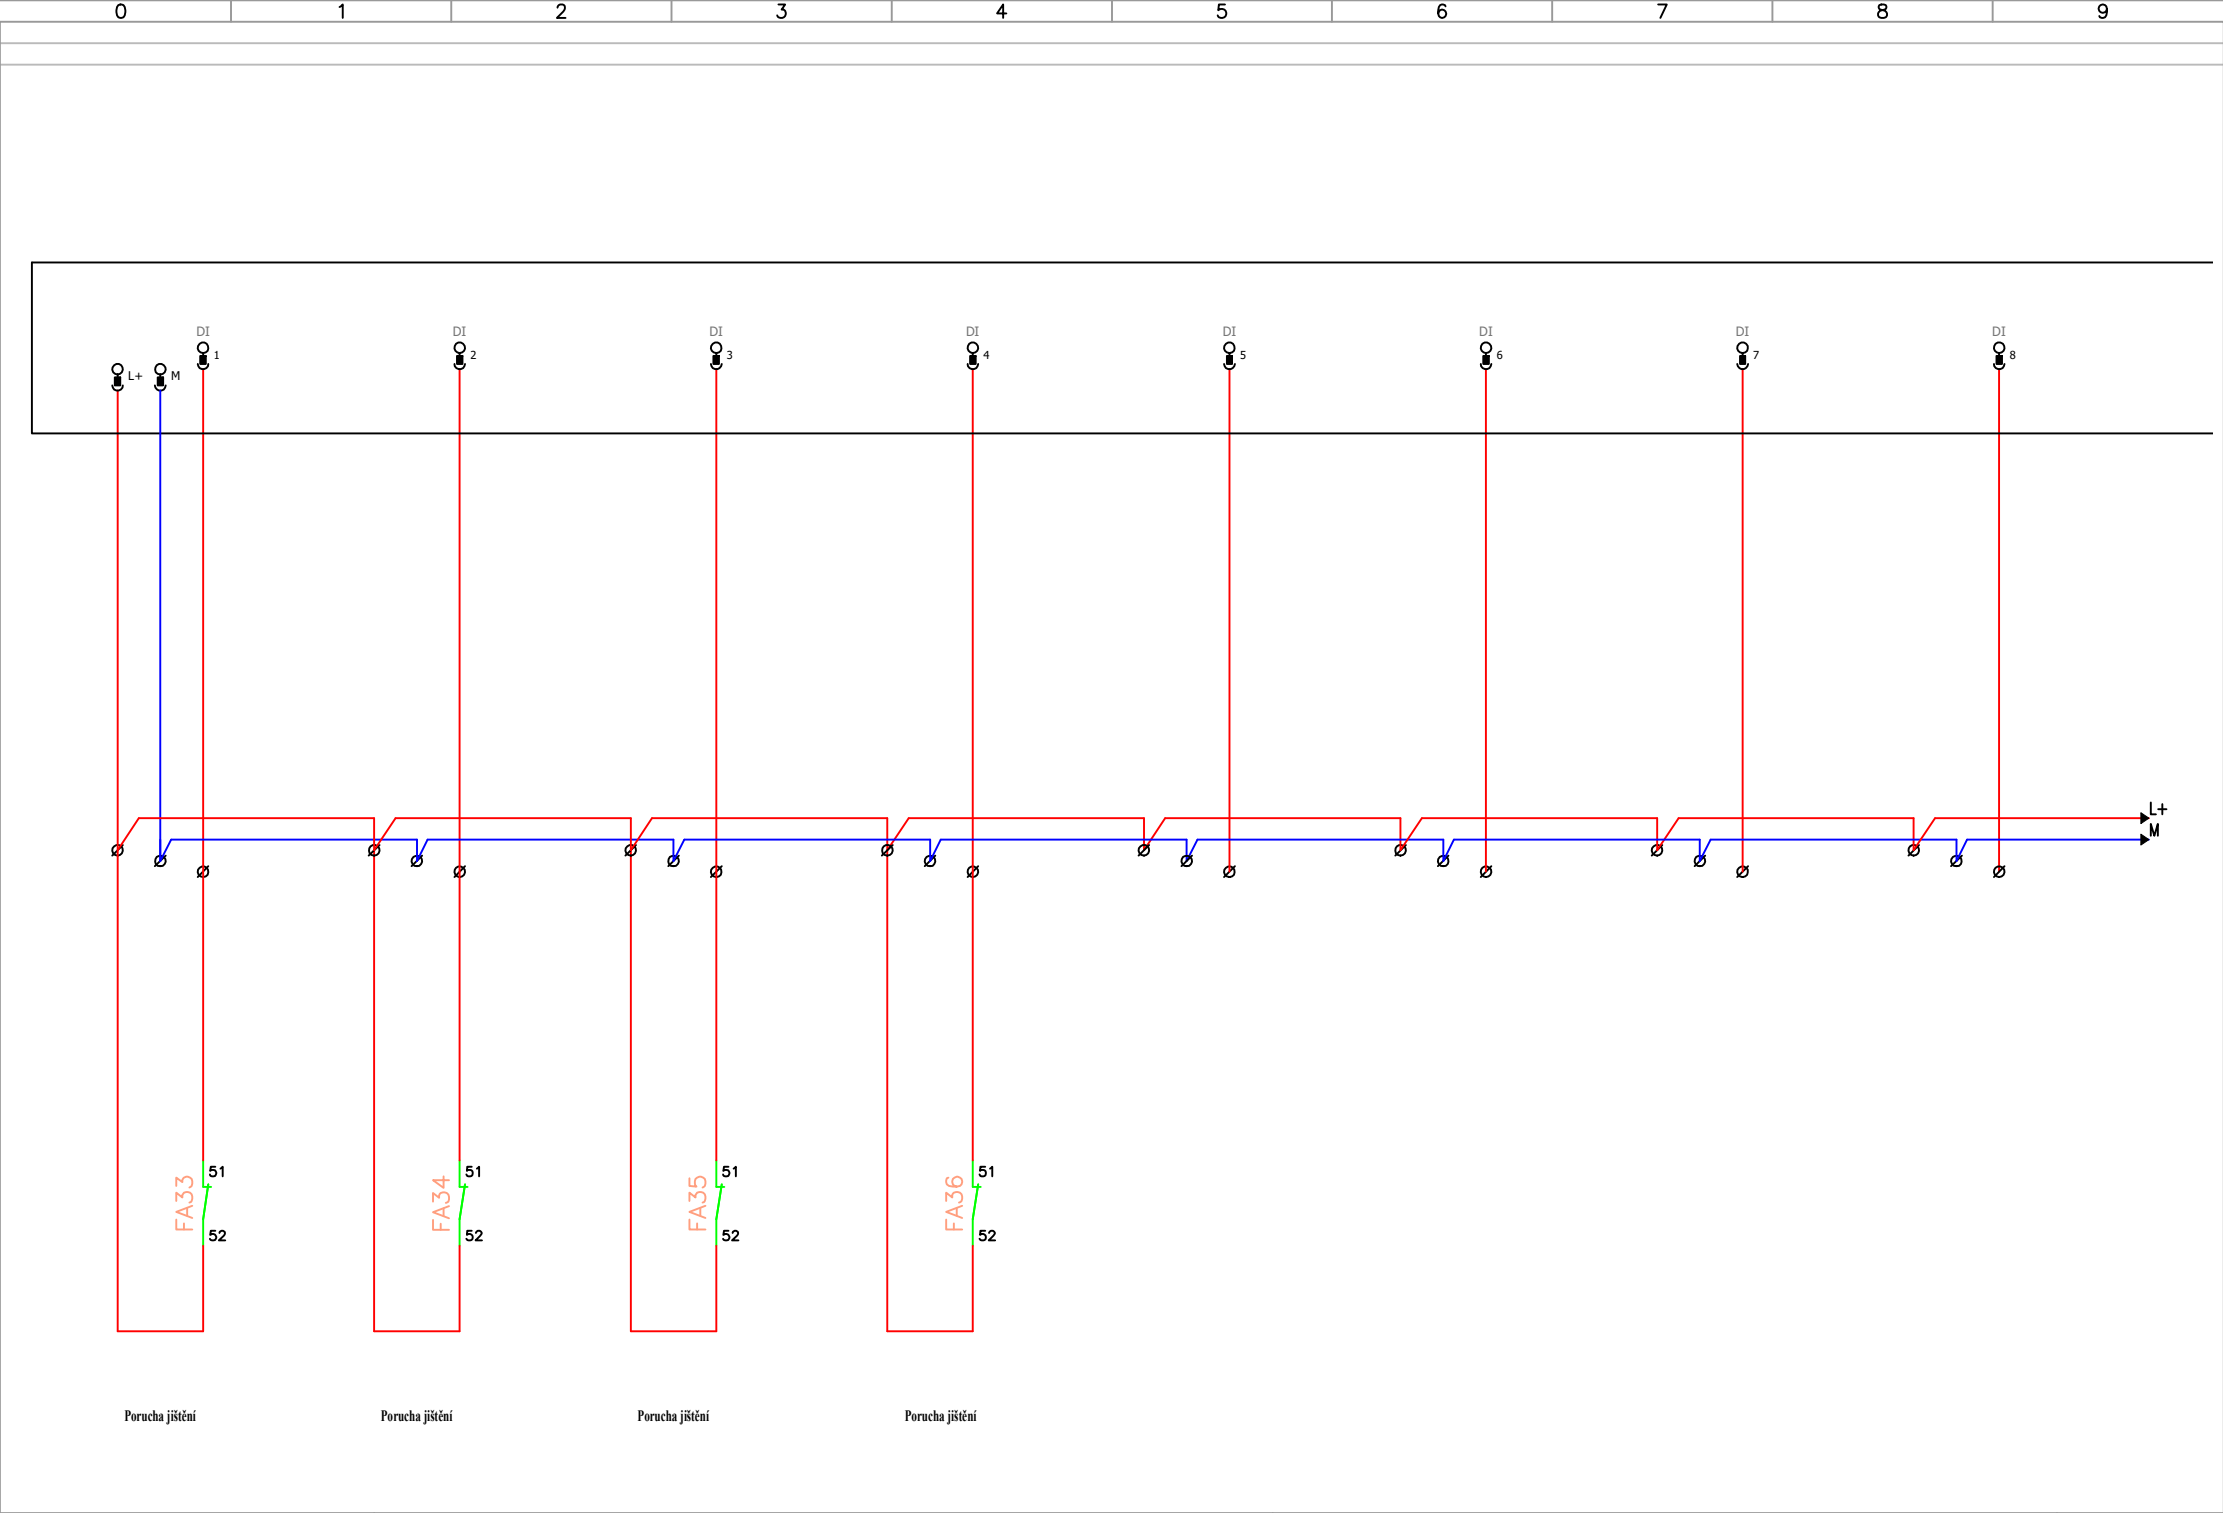 0 1 2 3 4 5 6 7 8 9
DI DI DI DI DI DI DI DI
1 2 3 4 5 6 7 8
L+ M
L+
M
51 51 51 51
FA33 FA34 FA35 FA36
52 52 52 52
Porucha jištění Porucha jištění Porucha jištění Porucha jištění